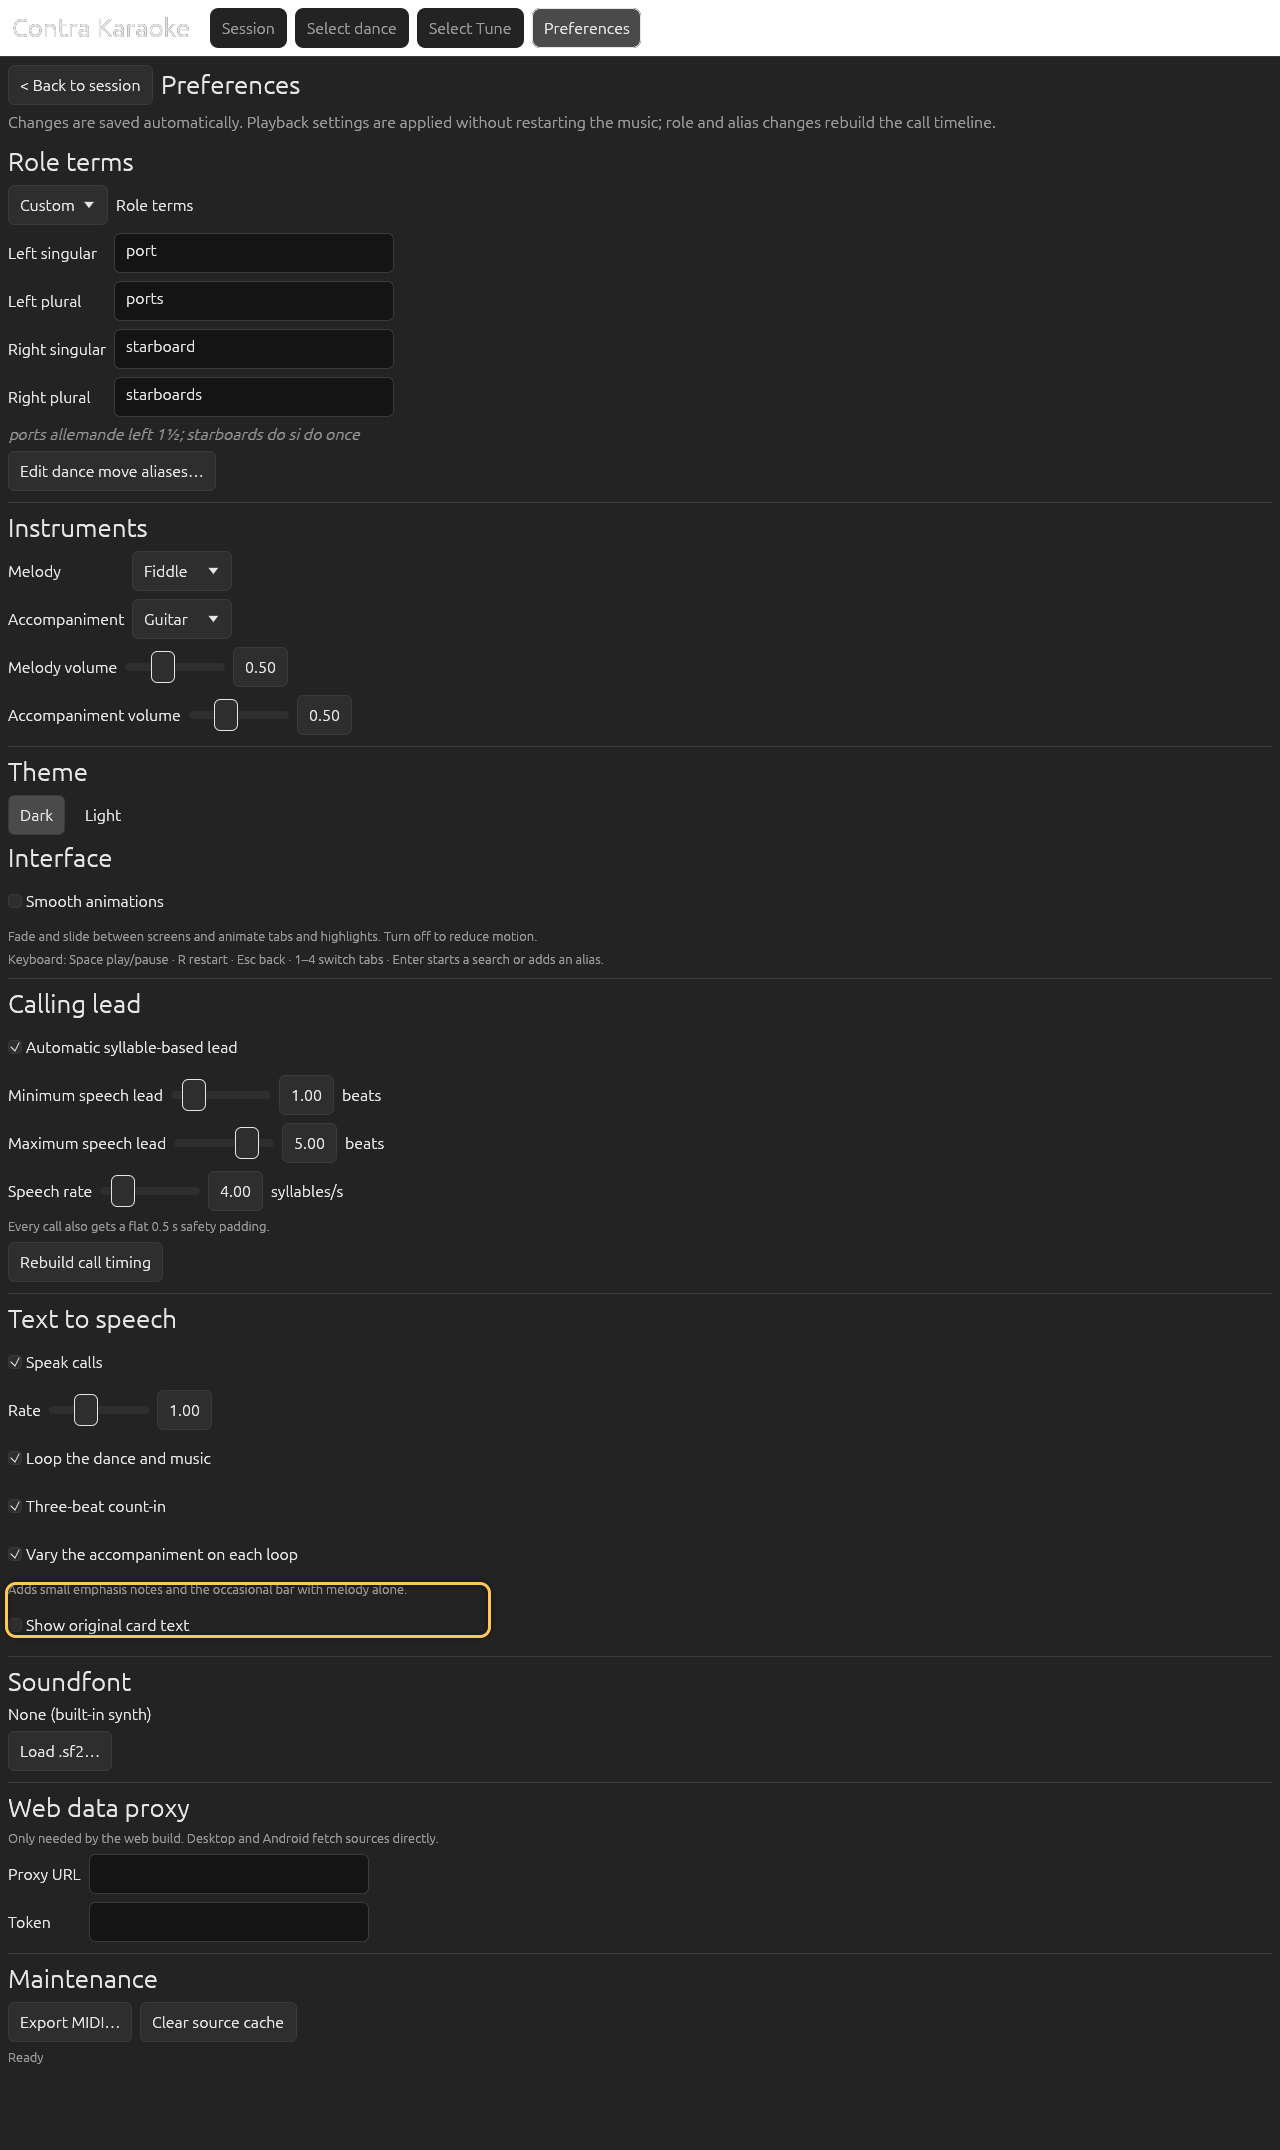 Contra Karaoke Session Select dance Select Tune Preferences
< Back to session Preferences
Changes are saved automatically. Playback settings are applied without restarting the music; role and alias changes rebuild the call timeline.
Role terms
Custom Role terms
Left singular port
Left plural ports
Right singular starboard
Right plural starboards
ports allemande left 1½; starboards do si do once
Edit dance move aliases...
Instruments
Melody Fiddle
Accompaniment Guitar
Melody volume 0.50
Accompaniment volume 0.50
Theme
Dark Light
Interface
Smooth animations
Fade and slide between screens and animate tabs and highlights. Turn off to reduce motion.
Keyboard: Space play/pause · R restart · Esc back · 1–4 switch tabs · Enter starts a search or adds an alias.
Calling lead
Automatic syllable-based lead
Minimum speech lead 1.00 beats
Maximum speech lead 5.00 beats
Speech rate 4.00 syllables/s
Every call also gets a flat 0.5 s safety padding.
Rebuild call timing
Text to speech
Speak calls
Rate 1.00
Loop the dance and music
Three-beat count-in
Vary the accompaniment on each loop
Adds small emphasis notes and the occasional bar with melody alone.
Show original card text
Soundfont
None (built-in synth)
Load .sf2...
Web data proxy
Only needed by the web build. Desktop and Android fetch sources directly.
Proxy URL
Token
Maintenance
Export MIDI... Clear source cache
Ready